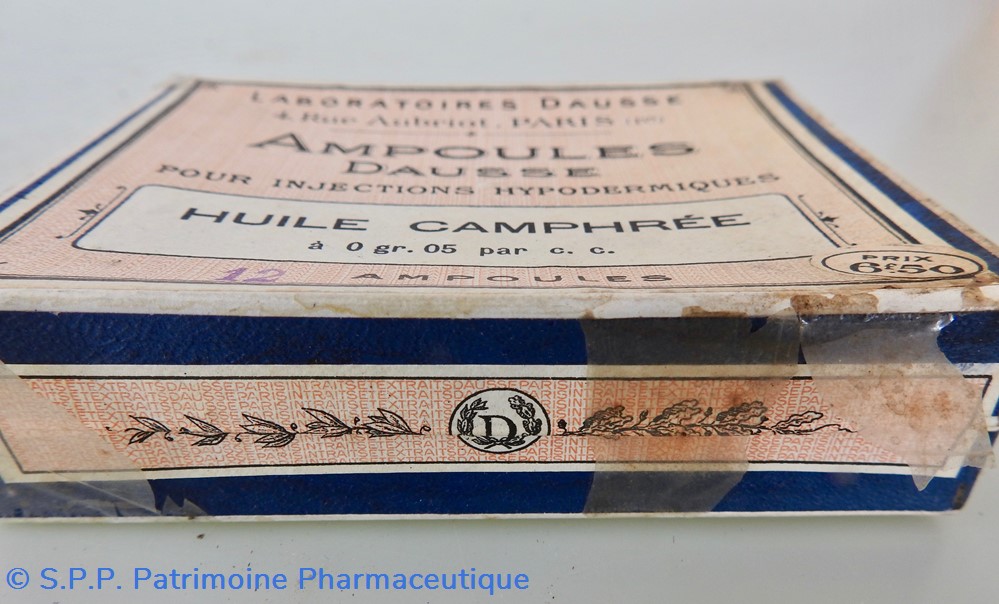 LABORATOIRES DAUSSE
4, Rue Aubriot, PARIS (IVe)
AMPOULES
DAUSSE
POUR INJECTIONS HYPODERMIQUES
HUILE CAMPHRÉE
à 0 gr. 05 par c. c.
12 AMPOULES
PRIX
6f50
D
© S.P.P. Patrimoine Pharmaceutique